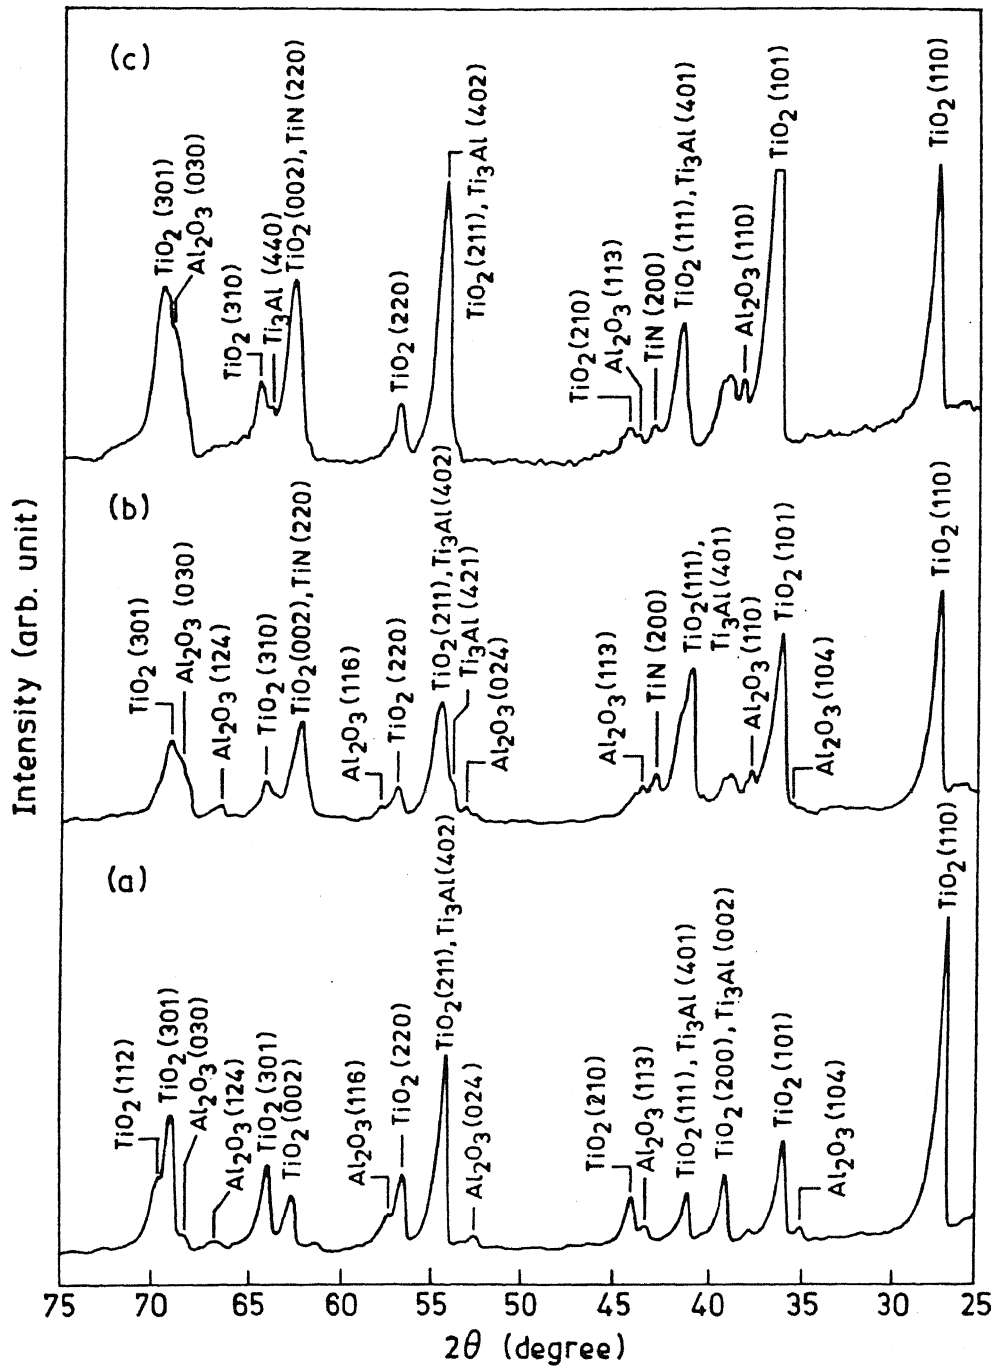 (c)
TiO2 (301)
Al2O3 (030)
TiO2 (310)
Ti3Al (440)
TiO2 (002), TiN (220)
TiO2 (220)
TiO2 (211), Ti3Al (402)
TiO2 (210)
Al2O3 (113)
TiN (200)
TiO2 (111), Ti3Al (401)
Al2O3 (110)
TiO2 (101)
TiO2 (110)
(b)
TiO2 (301)
Al2O3 (030)
Al2O3 (124)
TiO2 (310)
TiO2 (002), TiN (220)
Al2O3 (116)
TiO2 (220)
TiO2 (211), Ti3Al (402)
Ti3Al (421)
Al2O3 (024)
Al2O3 (113)
TiN (200)
TiO2 (111),
Ti3Al (401)
Al2O3 (110)
TiO2 (101)
Al2O3 (104)
TiO2 (110)
(a)
TiO2 (112)
TiO2 (301)
Al2O3 (030)
Al2O3 (124)
TiO2 (301)
TiO2 (002)
Al2O3 (116)
TiO2 (220)
TiO2 (211), Ti3Al (402)
Al2O3 (024)
TiO2 (210)
Al2O3 (113)
TiO2 (111), Ti3Al (401)
TiO2 (200), Ti3Al (002)
TiO2 (101)
Al2O3 (104)
TiO2 (110)
Intensity (arb. unit)
75 70 65 60 55 50 45 40 35 30 25
2θ (degree)